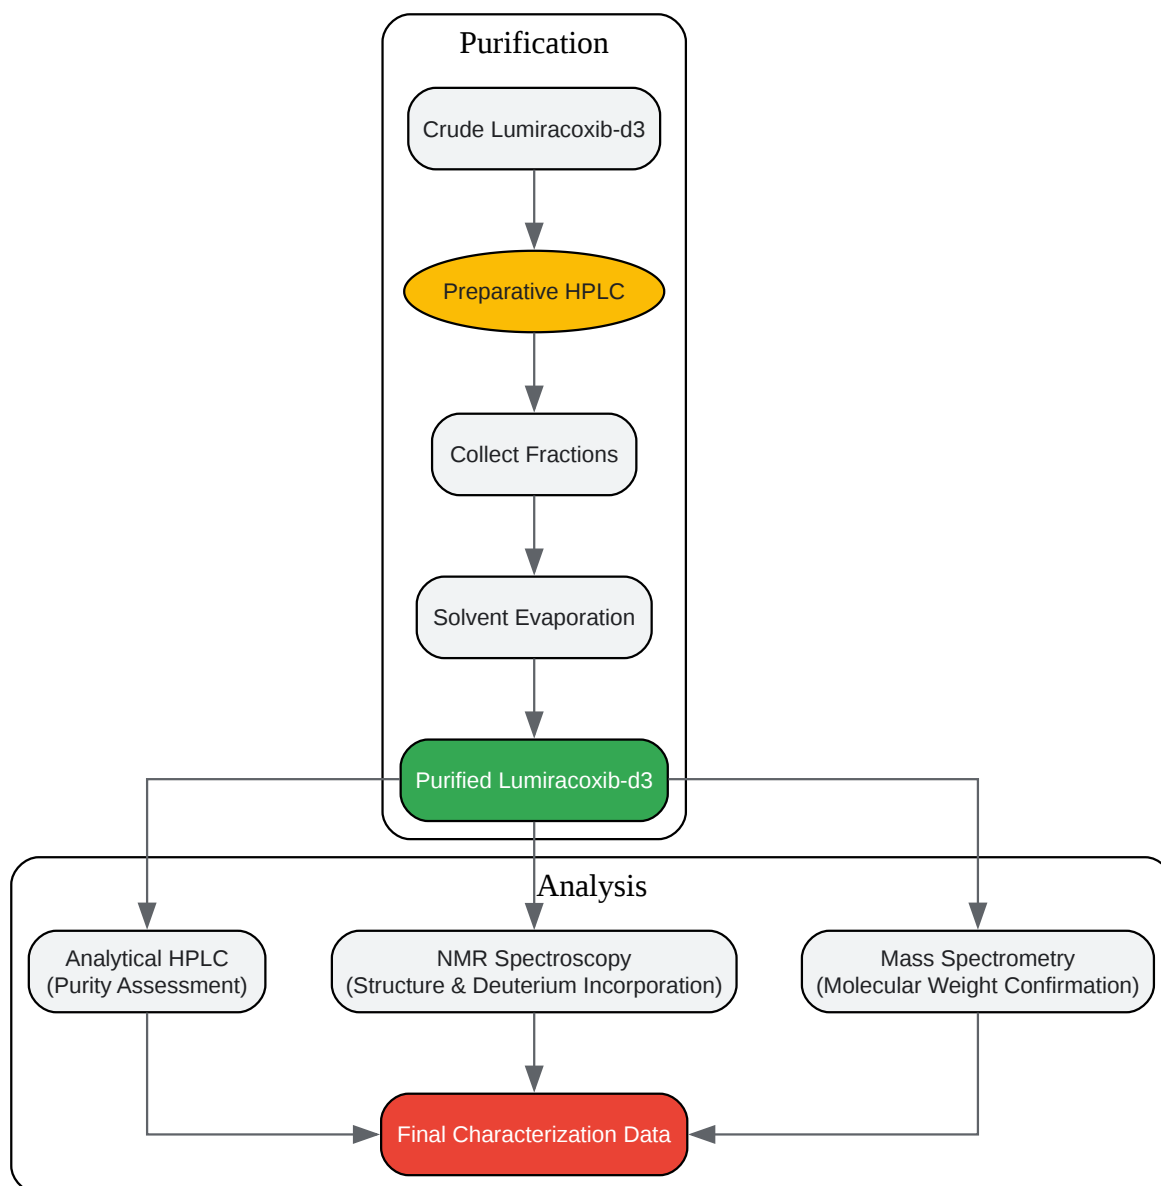 Purification
Crude Lumiracoxib-d3
Preparative HPLC
Collect Fractions
Solvent Evaporation
Purified Lumiracoxib-d3
Analysis
Analytical HPLC
(Purity Assessment)
NMR Spectroscopy
(Structure & Deuterium Incorporation)
Mass Spectrometry
(Molecular Weight Confirmation)
Final Characterization Data